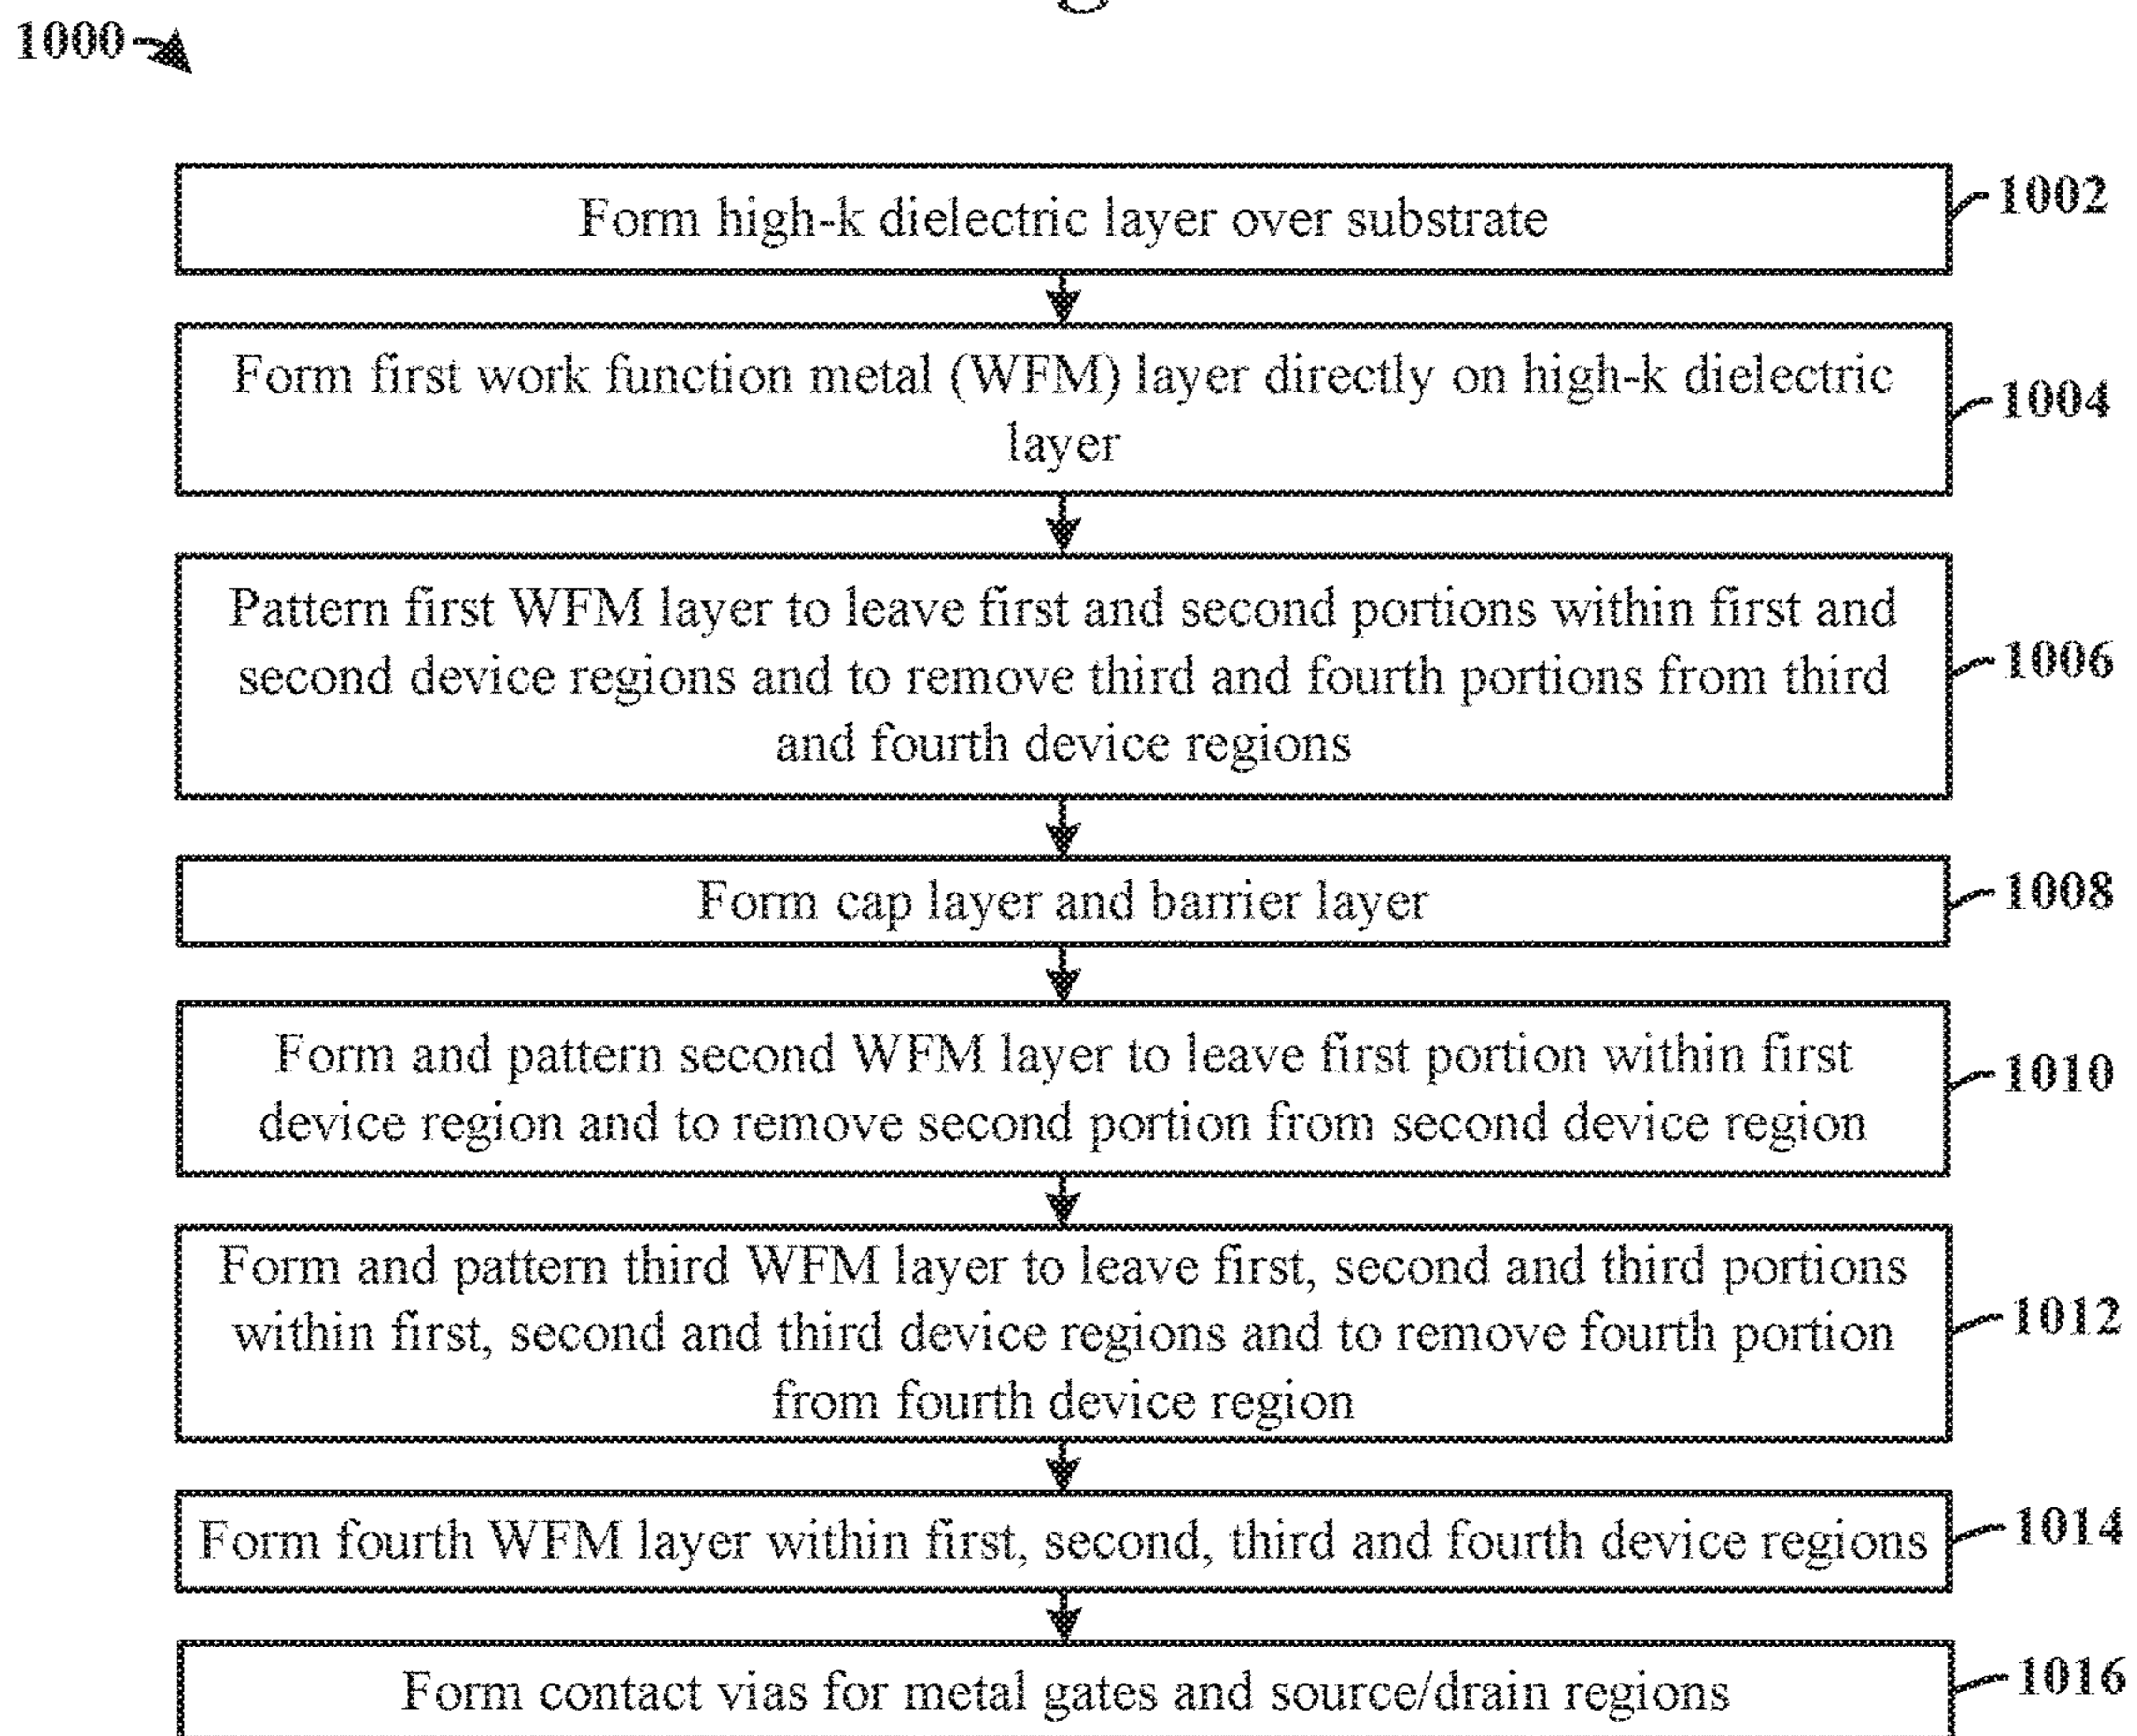 1000
Form high-k dielectric layer over substrate
1002
Form first work function metal (WFM) layer directly on high-k dielectric
layer
1004
Pattern first WFM layer to leave first and second portions within first and
second device regions and to remove third and fourth portions from third
and fourth device regions
1006
Form cap layer and barrier layer
1008
Form and pattern second WFM layer to leave first portion within first
device region and to remove second portion from second device region
1010
Form and pattern third WFM layer to leave first, second and third portions
within first, second and third device regions and to remove fourth portion
from fourth device region
1012
Form fourth WFM layer within first, second, third and fourth device regions
1014
Form contact vias for metal gates and source/drain regions
1016